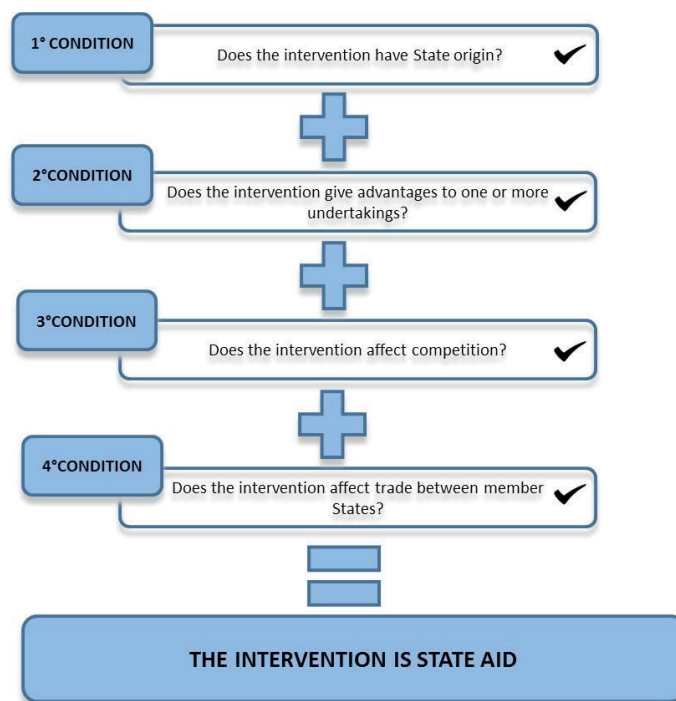 1° CONDITION
Does the intervention have State origin?
2°CONDITION
Does the intervention give advantages to one or more
undertakings?
3°CONDITION
Does the intervention affect competition?
4°CONDITION
Does the intervention affect trade between member
States?
THE INTERVENTION IS STATE AID